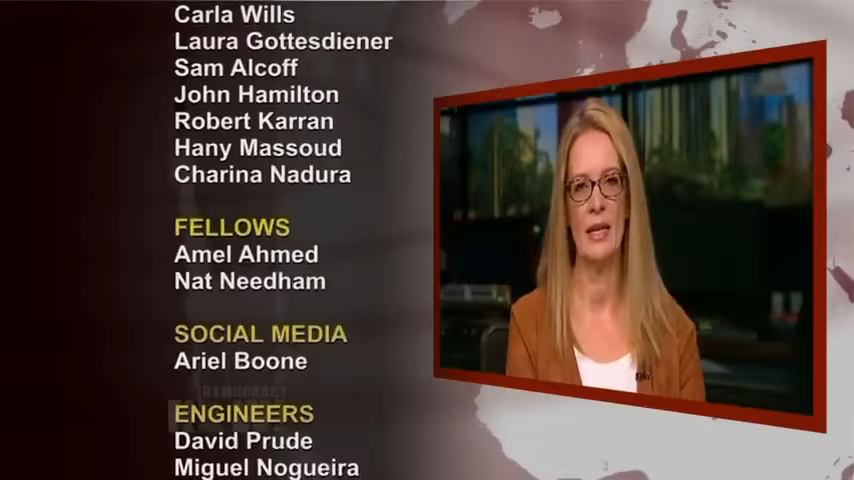 Carla Wills
Laura Gottesdiener
Sam Alcoff
John Hamilton
Robert Karran
Hany Massoud
Charina Nadura
FELLOWS
Amel Ahmed
Nat Needham
SOCIAL MEDIA
Ariel Boone
ENGINEERS
David Prude
Miguel Nogueira